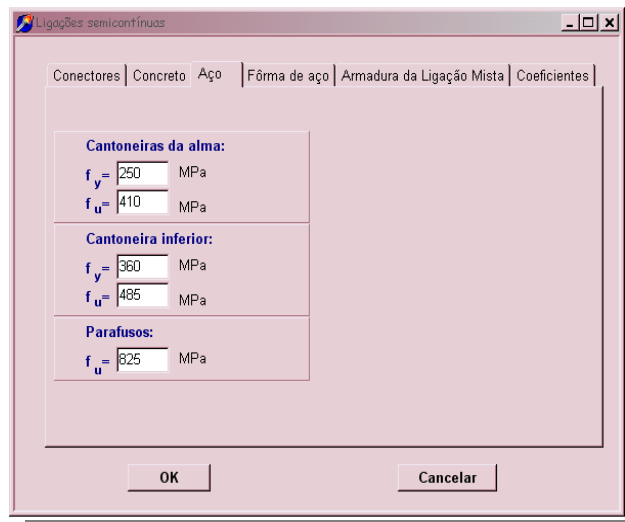 Ligações semicontínuas
Conectores Concreto Aço Fôrma de aço Armadura da Ligação Mista Coeficientes
Cantoneiras da alma:
f y= 250 MPa
f u= 410 MPa
Cantoneira inferior:
f y= 360 MPa
f u= 485 MPa
Parafusos:
f u= 825 MPa
OK Cancelar